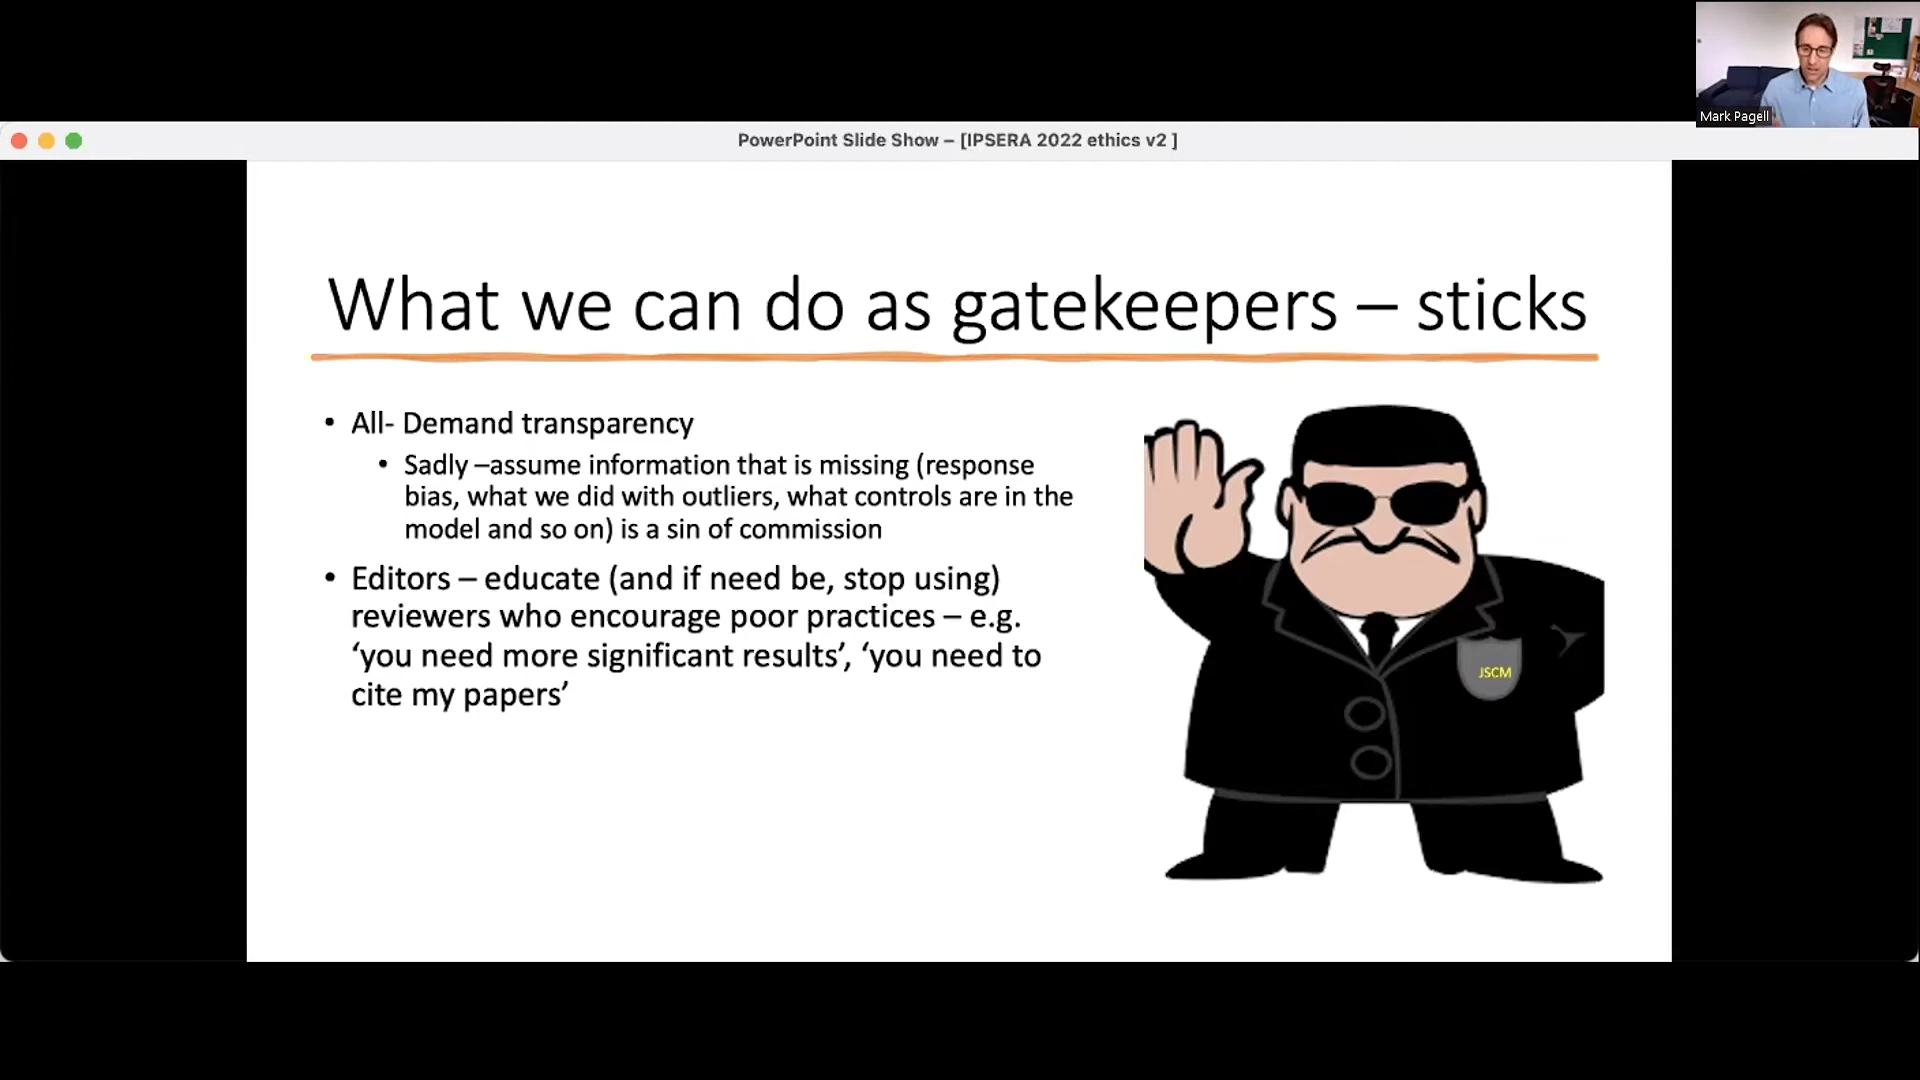 Mark Pagell
PowerPoint Slide Show – [IPSERA 2022 ethics v2 ]
What we can do as gatekeepers – sticks
• All- Demand transparency
• Sadly –assume information that is missing (response
bias, what we did with outliers, what controls are in the
model and so on) is a sin of commission
• Editors – educate (and if need be, stop using)
reviewers who encourage poor practices – e.g.
‘you need more significant results’, ‘you need to
cite my papers’
JSCM